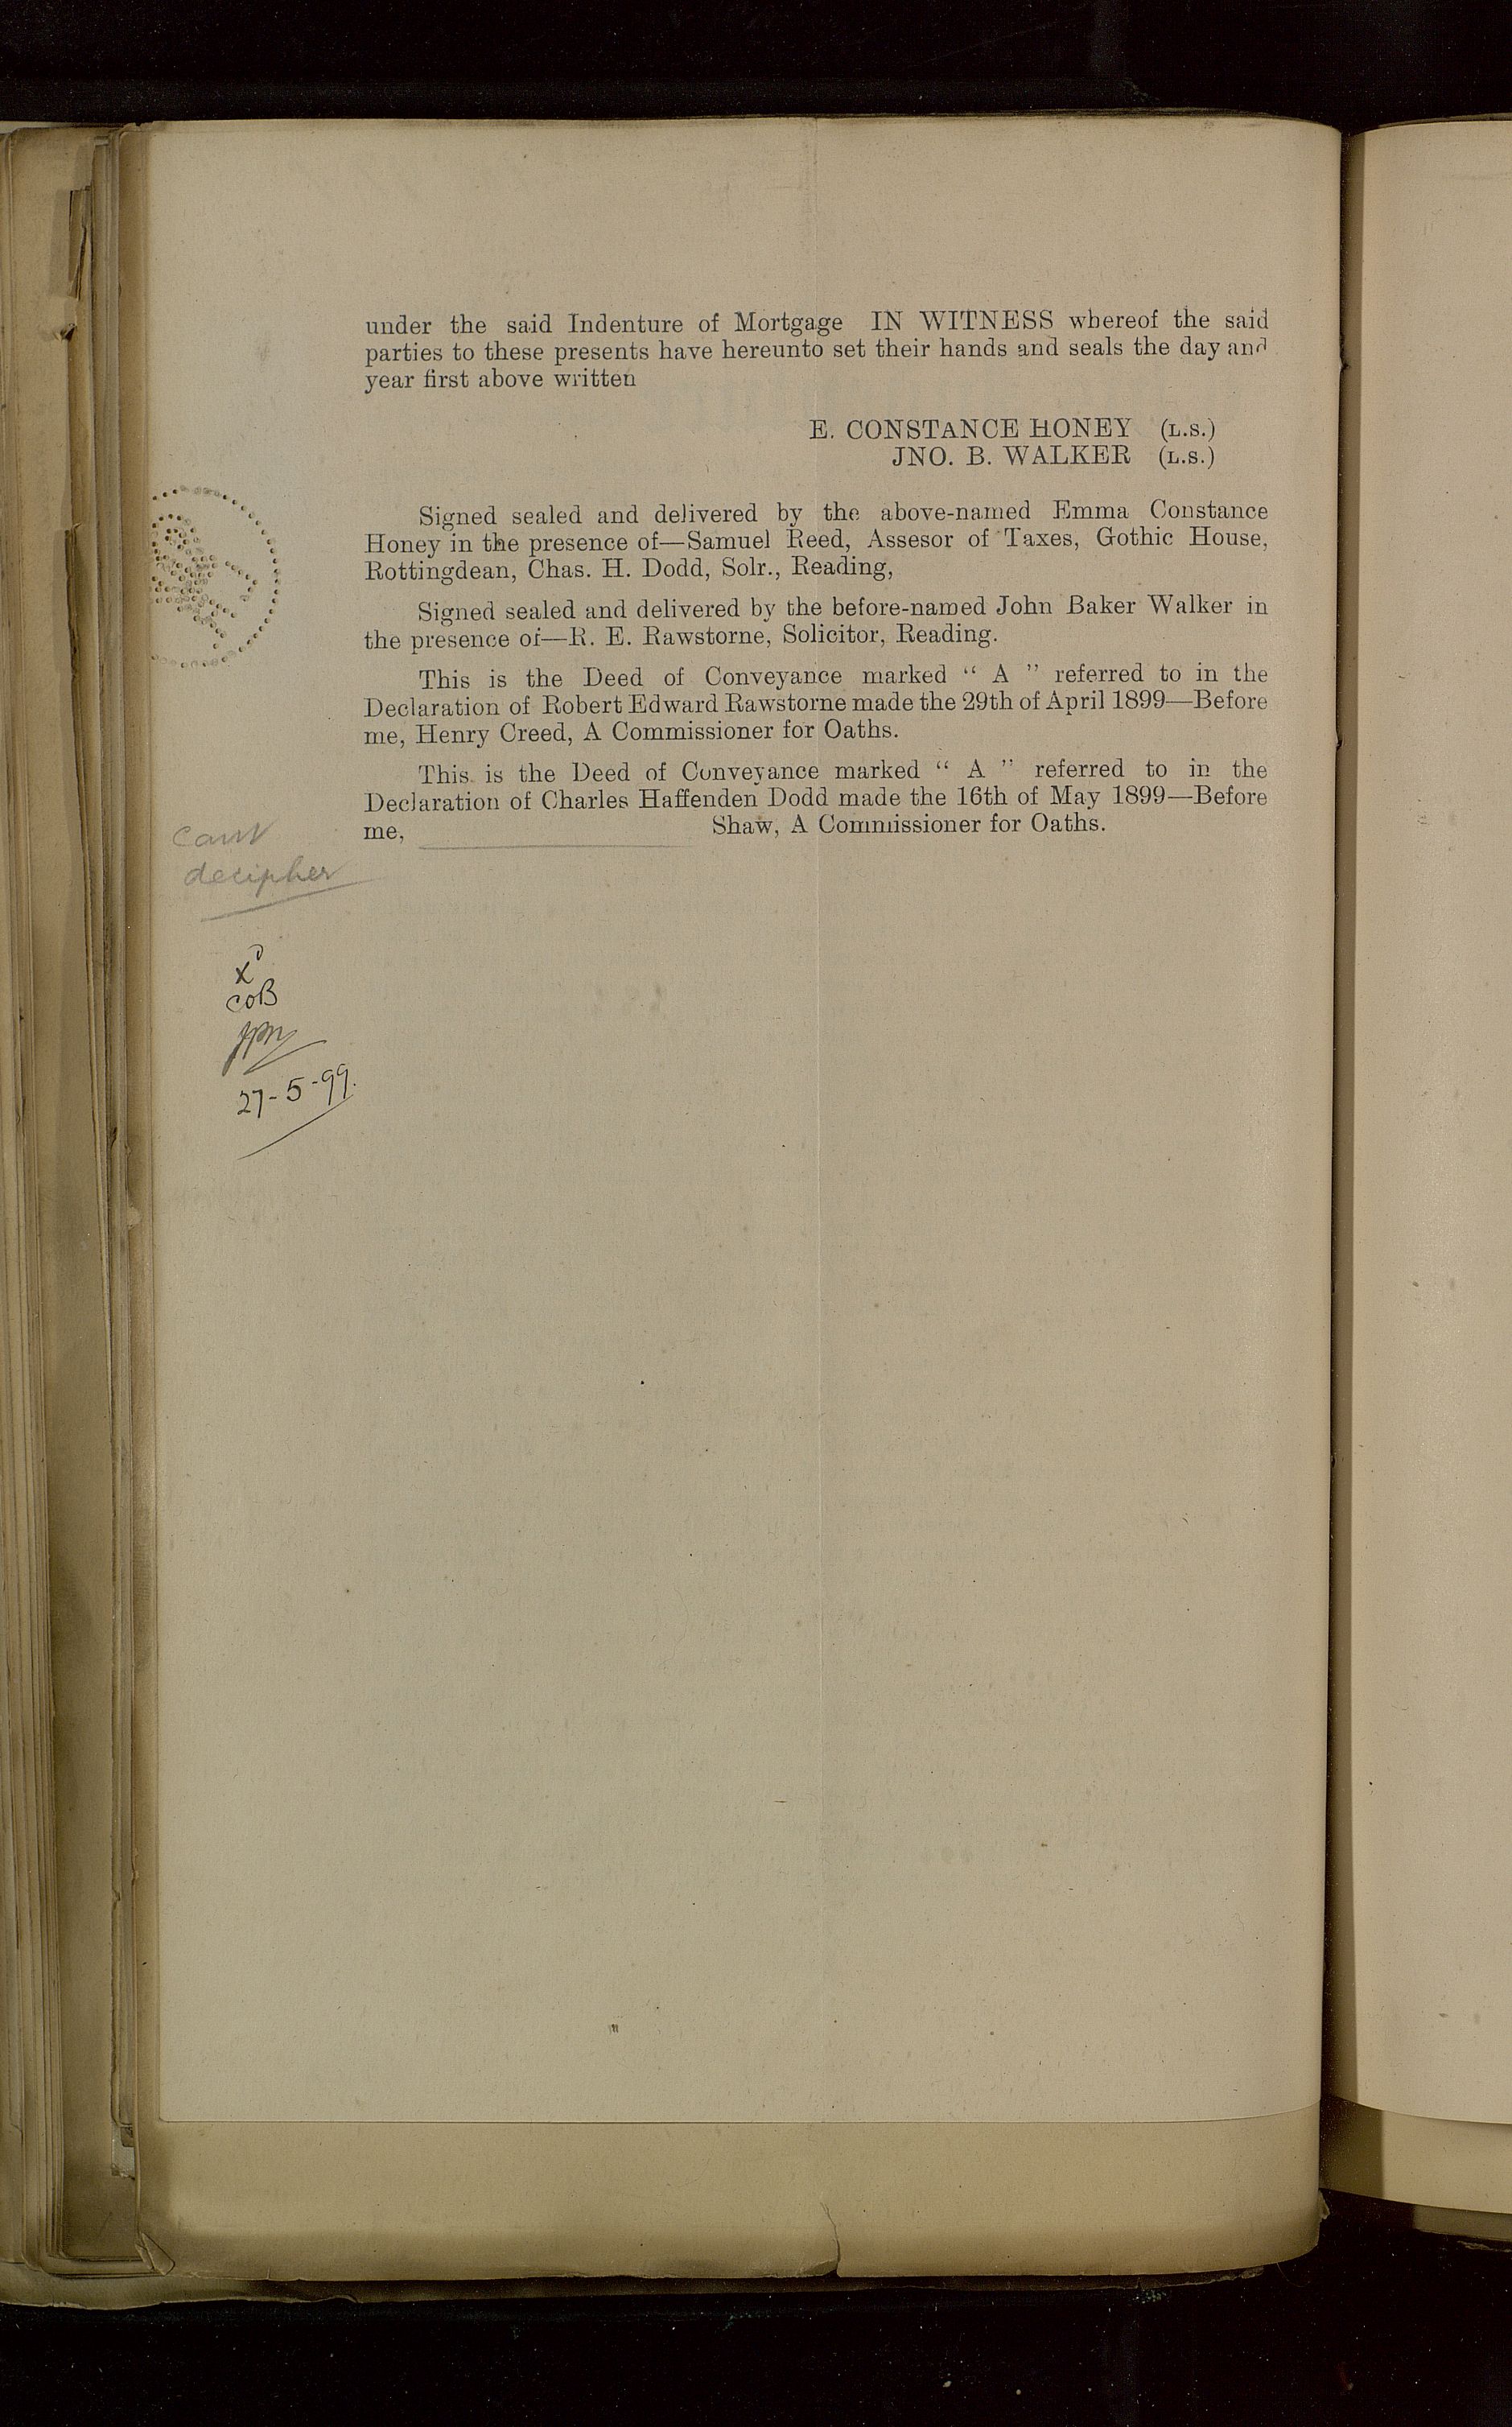 under the said Indenture of Mortgage IN WITNESS whereof the said
parties to these presents have hereunto set their hands and seals the day and
year first above written
E. CONSTANCE HONEY (L.S.)
JNO. B. WALKER (L.S.)
Signed sealed and delivered by the above-named Emma Constance
Honey in the presence of—Samuel Reed, Assesor of Taxes, Gothic House,
Rottingdean, Chas. H. Dodd, Solr., Reading,
Signed sealed and delivered by the before-named John Baker Walker in
the presence of—R. E. Rawstorne, Solicitor, Reading.
This is the Deed of Conveyance marked “ A ” referred to in the
Declaration of Robert Edward Rawstorne made the 29th of April 1899—Before
me, Henry Creed, A Commissioner for Oaths.
This is the Deed of Conveyance marked “ A ” referred to in the
Declaration of Charles Haffenden Dodd made the 16th of May 1899—Before
me, Shaw, A Commissioner for Oaths.
cant
decipher
xd
COB
27-5-99.